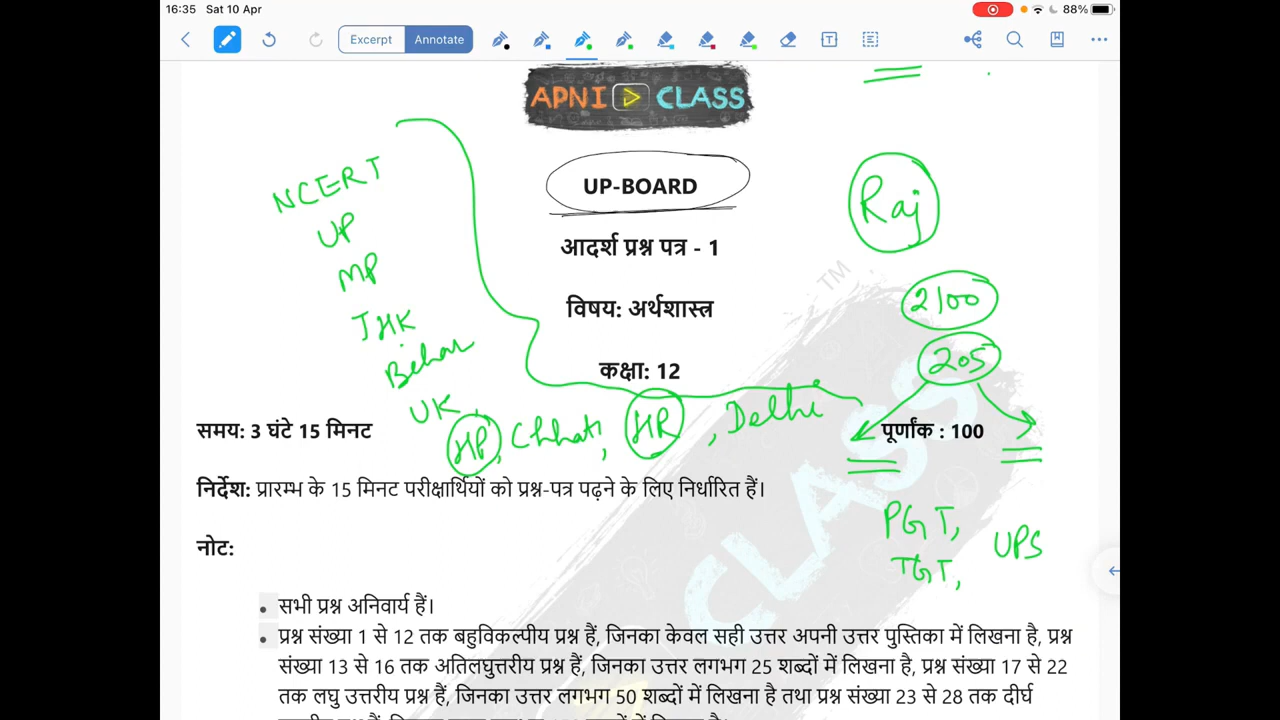 16:35 Sat 10 Apr 88%
Excerpt Annotate
APNI CLASS
UP-BOARD
आदर्श प्रश्न पत्र - 1
विषय: अर्थशास्त्र
कक्षा: 12
NCERT
UP
MP
JHK
Bihar
UK,
HP, Chhati, HR, Delhi
Raj
2100
205
समय: 3 घंटे 15 मिनट पूर्णांक : 100
निर्देश: प्रारम्भ के 15 मिनट परीक्षार्थियों को प्रश्न-पत्र पढ़ने के लिए निर्धारित हैं।
PGT,
TGT,
UPS
नोट:
CLASS
TM
• सभी प्रश्न अनिवार्य हैं।
• प्रश्न संख्या 1 से 12 तक बहुविकल्पीय प्रश्न हैं, जिनका केवल सही उत्तर अपनी उत्तर पुस्तिका में लिखना है, प्रश्न
संख्या 13 से 16 तक अतिलघुत्तरीय प्रश्न हैं, जिनका उत्तर लगभग 25 शब्दों में लिखना है, प्रश्न संख्या 17 से 22
तक लघु उत्तरीय प्रश्न हैं, जिनका उत्तर लगभग 50 शब्दों में लिखना है तथा प्रश्न संख्या 23 से 28 तक दीर्घ